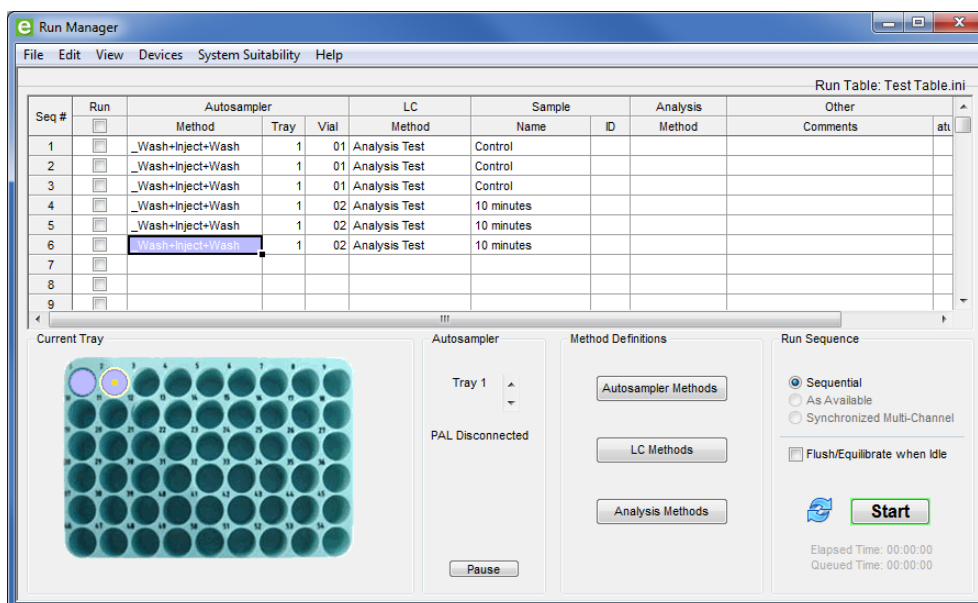 e Run Manager
File Edit View Devices System Suitability Help
Run Table: Test Table.ini
Seq # Run Autosampler LC Sample Analysis Other
Method Tray Vial Method Name ID Method Comments atu
1 _Wash+Inject+Wash 1 01 Analysis Test Control
2 _Wash+Inject+Wash 1 01 Analysis Test Control
3 _Wash+Inject+Wash 1 01 Analysis Test Control
4 _Wash+Inject+Wash 1 02 Analysis Test 10 minutes
5 _Wash+Inject+Wash 1 02 Analysis Test 10 minutes
6 _Wash+Inject+Wash 1 02 Analysis Test 10 minutes
7
8
9
Current Tray
Autosampler
Tray 1
PAL Disconnected
Pause
Method Definitions
Autosampler Methods
LC Methods
Analysis Methods
Run Sequence
Sequential
As Available
Synchronized Multi-Channel
Flush/Equilibrate when Idle
Start
Elapsed Time: 00:00:00
Queued Time: 00:00:00